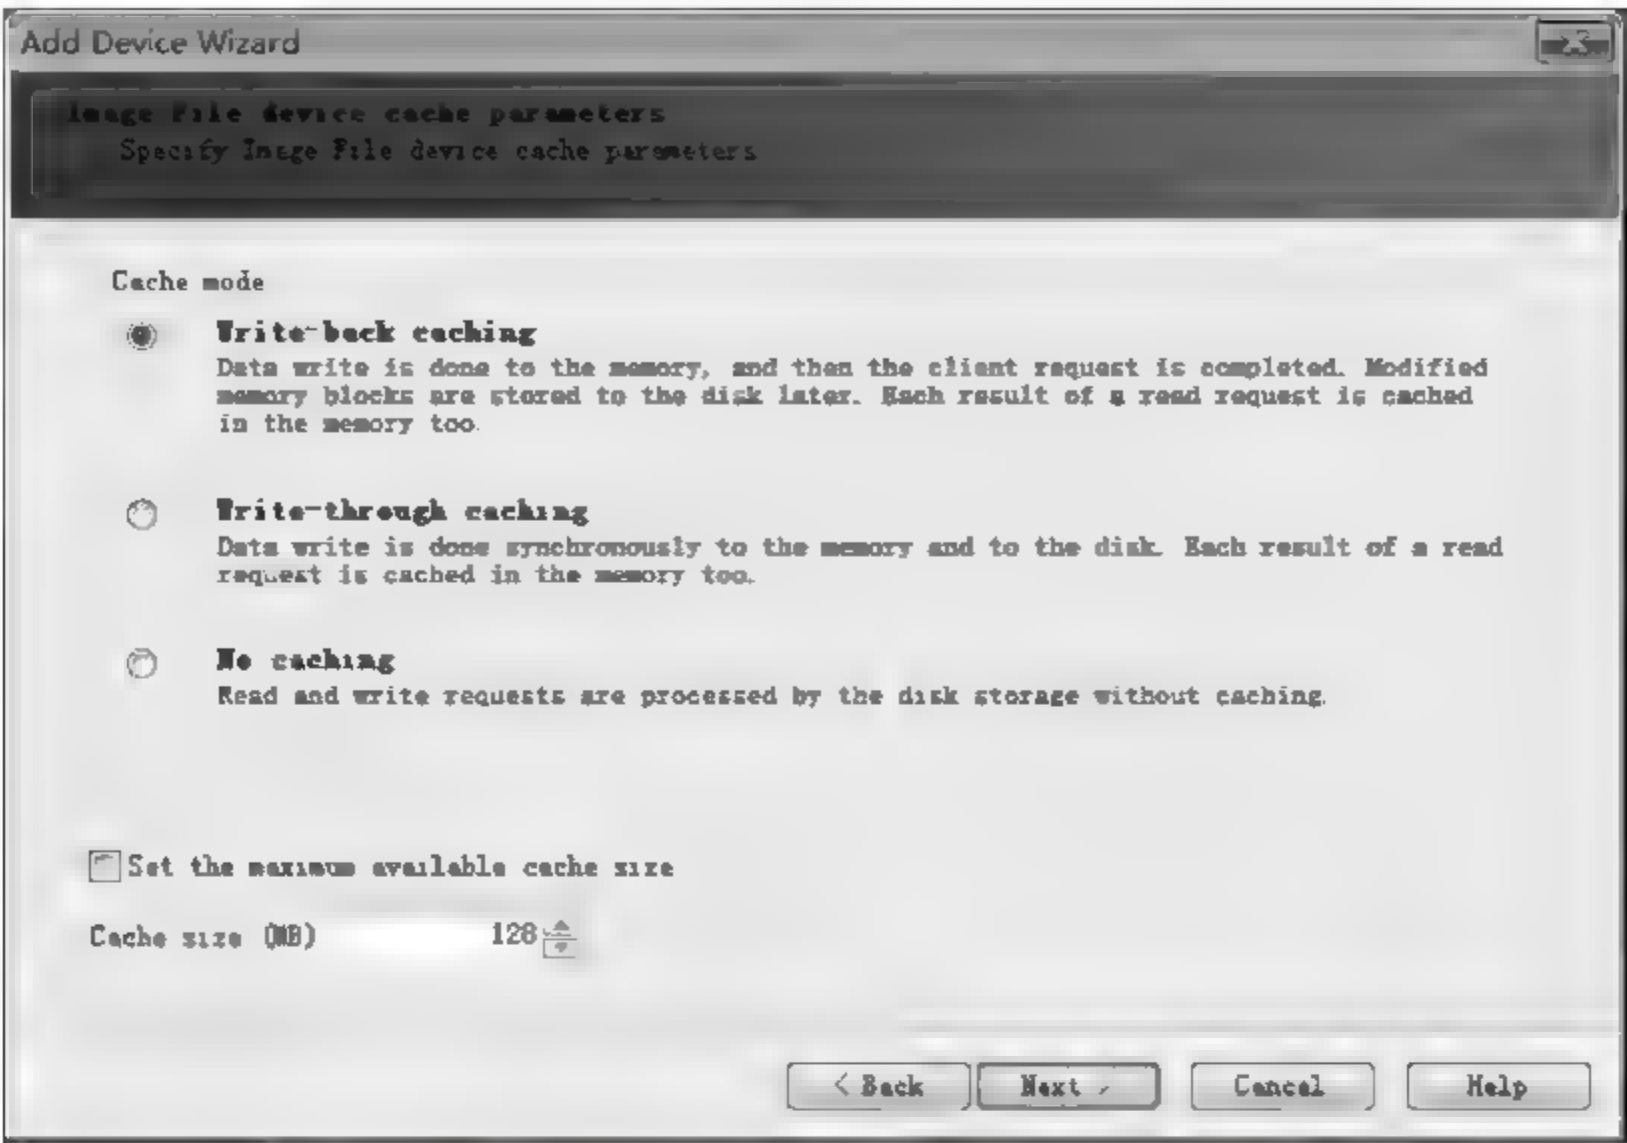 Add Device Wizard
Image File device cache parameters
Specify Image File device cache parameters
Cache mode
Write-back caching
Data write is done to the memory, and then the client request is completed. Modified
memory blocks are stored to the disk later. Each result of a read request is cached
in the memory too.
Write-through caching
Data write is done synchronously to the memory and to the disk. Each result of a read
request is cached in the memory too.
No caching
Read and write requests are processed by the disk storage without caching.
Set the maximum available cache size
Cache size (MB) 128
< Back Next > Cancel Help